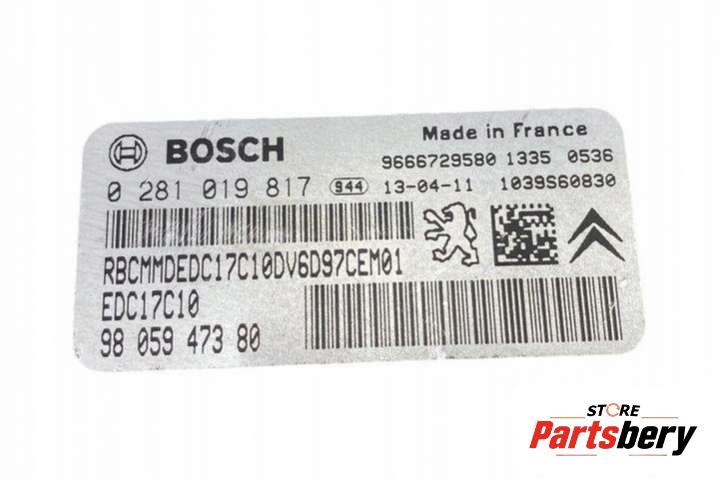 BOSCH
Made in France
9666729580 1335 0536
0 281 019 817 944 13-04-11 1039S60830
RBCMMDEDC17C10DV6D97CEM01
EDC17C10
98 059 473 80
STORE
Partsbery